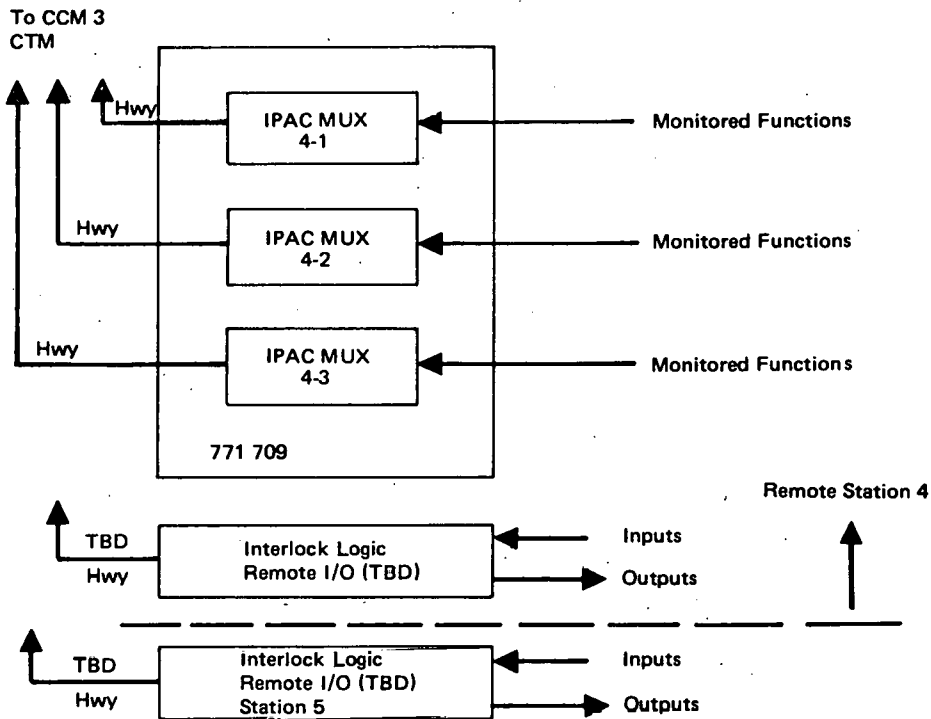 To CCM 3
CTM
Hwy
IPAC MUX
4-1
Monitored Functions
Hwy
IPAC MUX
4-2
Monitored Functions
Hwy
IPAC MUX
4-3
Monitored Functions
771 709
Remote Station 4
TBD
Hwy
Interlock Logic
Remote I/O (TBD)
Inputs
Outputs
TBD
Hwy
Interlock Logic
Remote I/O (TBD)
Station 5
Inputs
Outputs